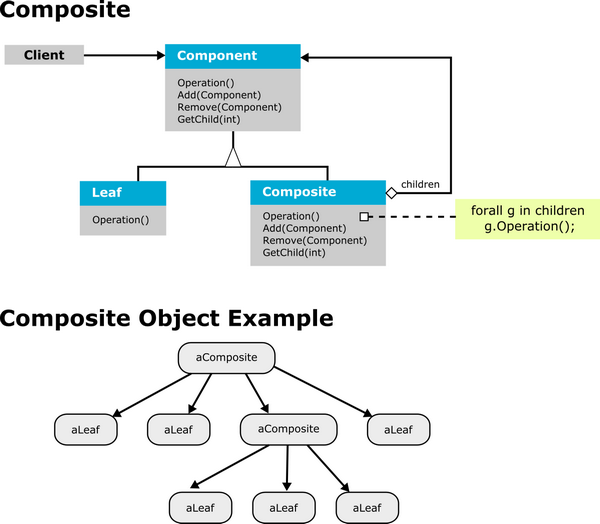 Composite
Client
Component
Operation()
Add(Component)
Remove(Component)
GetChild(int)
Leaf
Operation()
Composite
Operation()
Add(Component)
Remove(Component)
GetChild(int)
children
forall g in children
g.Operation();
Composite Object Example
aComposite
aLeaf
aLeaf
aComposite
aLeaf
aLeaf
aLeaf
aLeaf